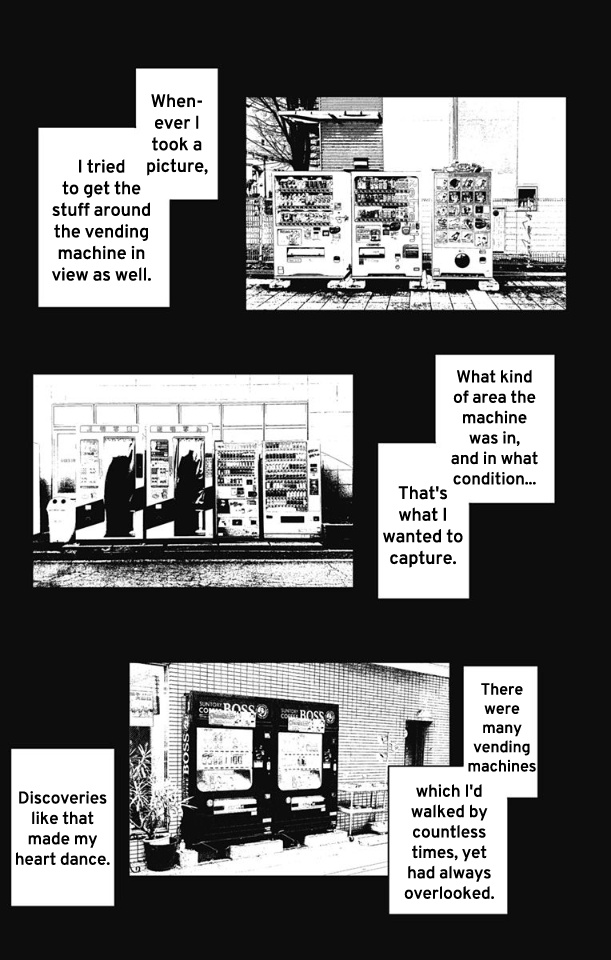 When-
ever I
took a
picture,
I tried
to get the
stuff around
the vending
machine in
view as well.
What kind
of area the
machine
was in,
and in what
condition...
That's
what I
wanted to
capture.
There
were
many
vending
machines
which I'd
walked by
countless
times, yet
had always
overlooked.
SUNTORY
COFFEE BOSS
SUNTORY
COFFEE BOSS
BOSS
Discoveries
like that
made my
heart dance.